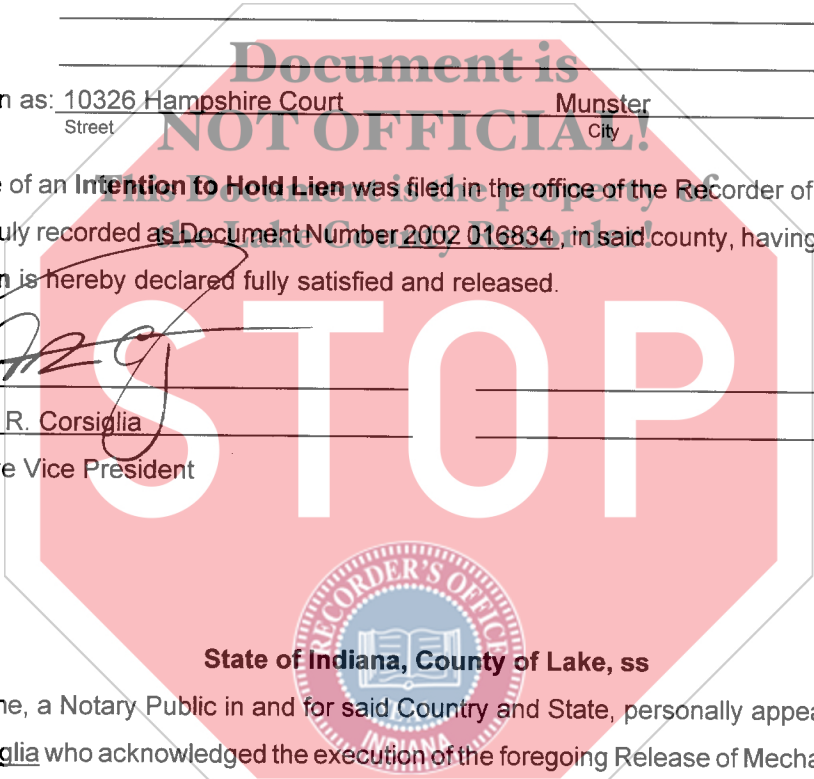 Document is
n as: 10326 Hampshire Court Munster
Street City
NOT OFFICIAL!
e of an Intention to Hold Lien was filed in the office of the Recorder of
This Document is the property of
uly recorded as Document Number 2002 016834, in said county, having
the Lake County Recorder!
n is hereby declared fully satisfied and released.
STOP
R. Corsiglia
e Vice President
RECORDER'S OFFICE
State of Indiana, County of Lake, ss
ne, a Notary Public in and for said Country and State, personally appea
glia who acknowledged the execution of the foregoing Release of Mecha
INDIANA